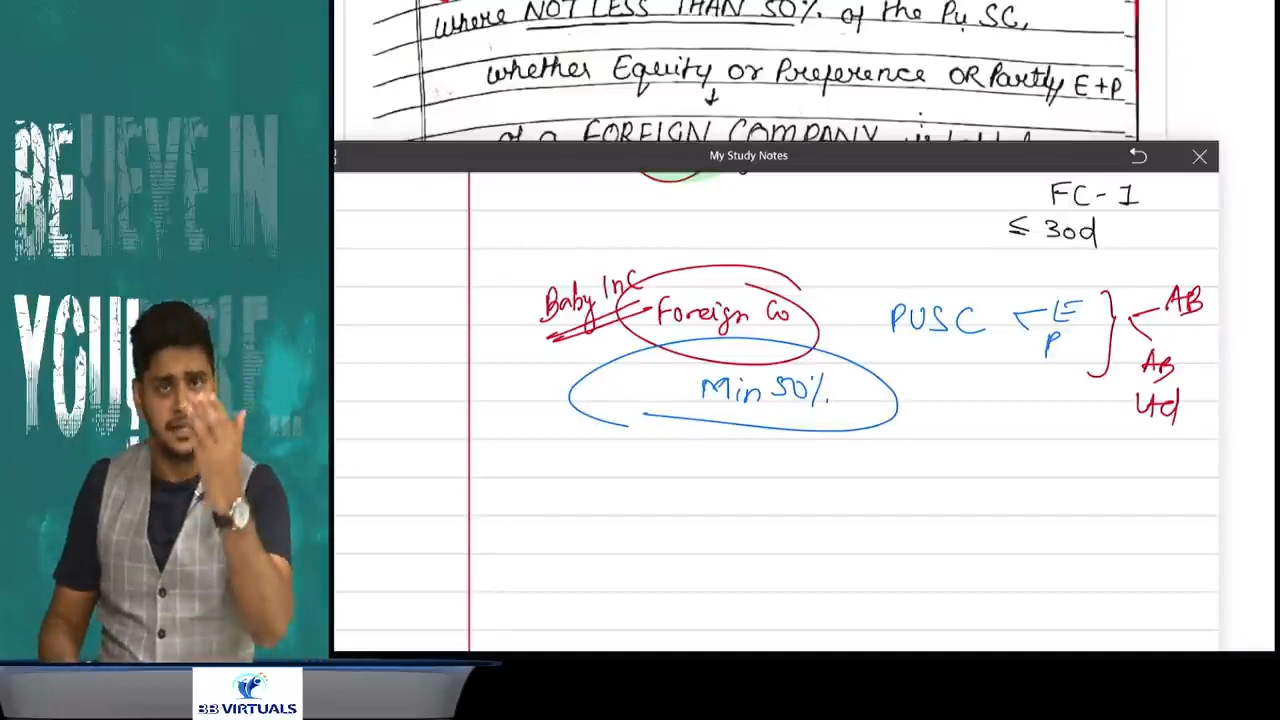 where NOT LESS THAN 50% of the Pu SC,
whether Equity or Preference OR Partly E+P
of a FOREIGN COMPANY
My Study Notes
FC-1
≤ 30d
Baby Inc
Foreign Co
PUSC E
P
AB
AB
Ltd
Min 50%
BELIEVE IN
YOU
BB VIRTUALS